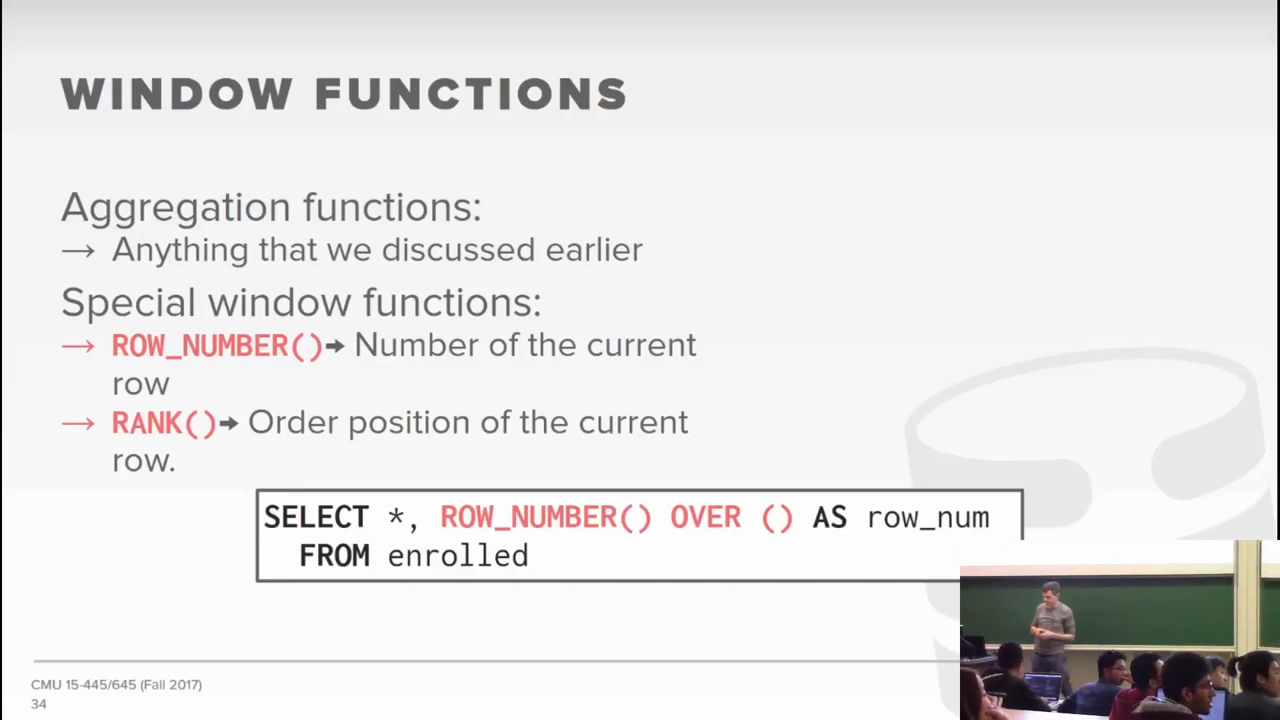 WINDOW FUNCTIONS
Aggregation functions:
→ Anything that we discussed earlier
Special window functions:
→ ROW_NUMBER()→ Number of the current
row
→ RANK()→ Order position of the current
row.
SELECT *, ROW_NUMBER() OVER () AS row_num
FROM enrolled
CMU 15-445/645 (Fall 2017)
34